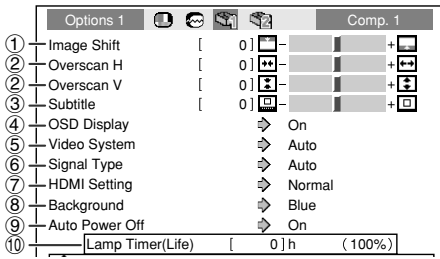 Options 1 Comp. 1
① Image Shift [ 0 ] − +
② Overscan H [ 0 ] − +
② Overscan V [ 0 ] − +
③ Subtitle [ 0 ] − +
④ OSD Display On
⑤ Video System Auto
⑥ Signal Type Auto
⑦ HDMI Setting Normal
⑧ Background Blue
⑨ Auto Power Off On
⑩ Lamp Timer(Life) [ 0 ] h (100%)